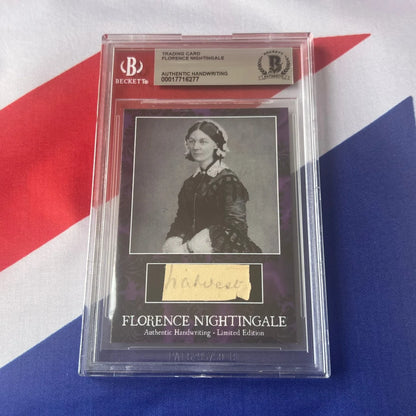 BECKETT
TRADING CARD
FLORENCE NIGHTINGALE
AUTHENTIC HANDWRITING
00017716277
B
FLORENCE NIGHTINGALE
Authentic Handwriting - Limited Edition